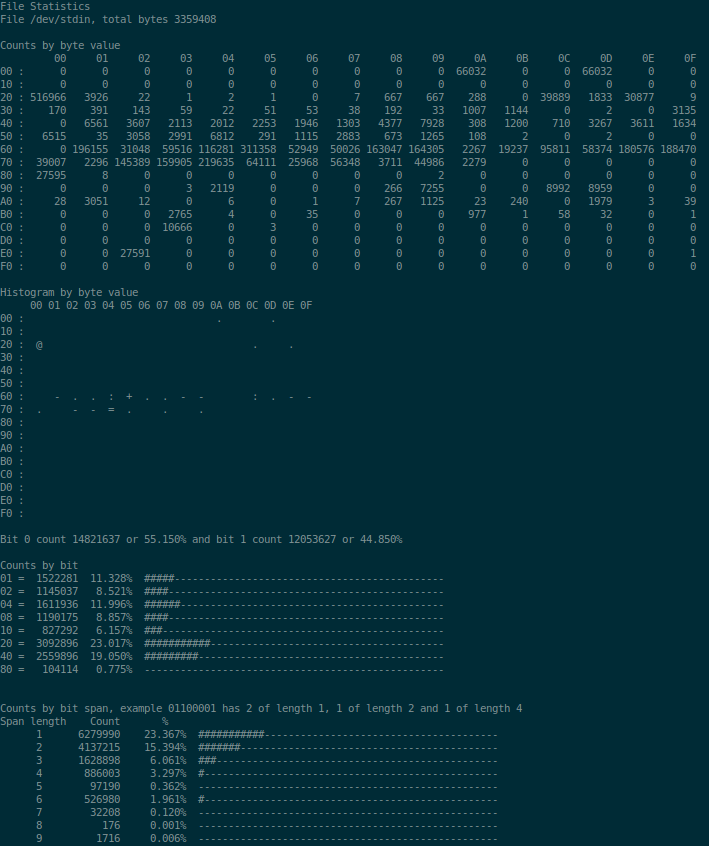 File Statistics
File /dev/stdin, total bytes 3359408
Counts by byte value
00 01 02 03 04 05 06 07 08 09 0A 0B 0C 0D 0E 0F
00 : 0 0 0 0 0 0 0 0 0 0 66032 0 0 66032 0 0
10 : 0 0 0 0 0 0 0 0 0 0 0 0 0 0 0 0
20 : 516966 3926 22 1 2 1 0 7 667 667 288 0 39889 1833 30877 9
30 : 170 391 143 59 22 51 53 38 192 33 1007 1144 0 2 0 3135
40 : 0 6561 3607 2113 2012 2253 1946 1303 4377 7928 308 1200 710 3267 3611 1634
50 : 6515 35 3058 2991 6812 291 1115 2883 673 1265 108 2 0 2 0 0
60 : 0 196155 31048 59516 116281 311358 52949 50026 163047 164305 2267 19237 95811 58374 180576 188470
70 : 39007 2296 145389 159905 219635 64111 25968 56348 3711 44986 2279 0 0 0 0 0
80 : 27595 8 0 0 0 0 0 0 0 2 0 0 0 0 0 0
90 : 0 0 0 3 2119 0 0 0 266 7255 0 0 8992 8959 0 0
A0 : 28 3051 12 0 6 0 1 7 267 1125 23 240 0 1979 3 39
B0 : 0 0 0 2765 4 0 35 0 0 0 977 1 58 32 0 1
C0 : 0 0 0 10666 0 3 0 0 0 0 0 0 0 0 0 0
D0 : 0 0 0 0 0 0 0 0 0 0 0 0 0 0 0 0
E0 : 0 0 27591 0 0 0 0 0 0 0 0 0 0 0 0 1
F0 : 0 0 0 0 0 0 0 0 0 0 0 0 0 0 0 0
Histogram by byte value
00 01 02 03 04 05 06 07 08 09 0A 0B 0C 0D 0E 0F
00 : . .
10 :
20 : @ . .
30 :
40 :
50 :
60 : - . . : + . . - - : . - -
70 : . - - = . . .
80 :
90 :
A0 :
B0 :
C0 :
D0 :
E0 :
F0 :
Bit 0 count 14821637 or 55.150% and bit 1 count 12053627 or 44.850%
Counts by bit
01 = 1522281 11.328% #####---------------------------------------------
02 = 1145037 8.521% ####----------------------------------------------
04 = 1611936 11.996% ######--------------------------------------------
08 = 1190175 8.857% ####----------------------------------------------
10 = 827292 6.157% ###-----------------------------------------------
20 = 3092896 23.017% ###########---------------------------------------
40 = 2559896 19.050% #########-----------------------------------------
80 = 104114 0.775% --------------------------------------------------
Counts by bit span, example 01100001 has 2 of length 1, 1 of length 2 and 1 of length 4
Span length Count %
1 6279990 23.367% ###########---------------------------------------
2 4137215 15.394% #######-------------------------------------------
3 1628898 6.061% ###-----------------------------------------------
4 886003 3.297% #-------------------------------------------------
5 97190 0.362% --------------------------------------------------
6 526980 1.961% #-------------------------------------------------
7 32208 0.120% --------------------------------------------------
8 176 0.001% --------------------------------------------------
9 1716 0.006% --------------------------------------------------